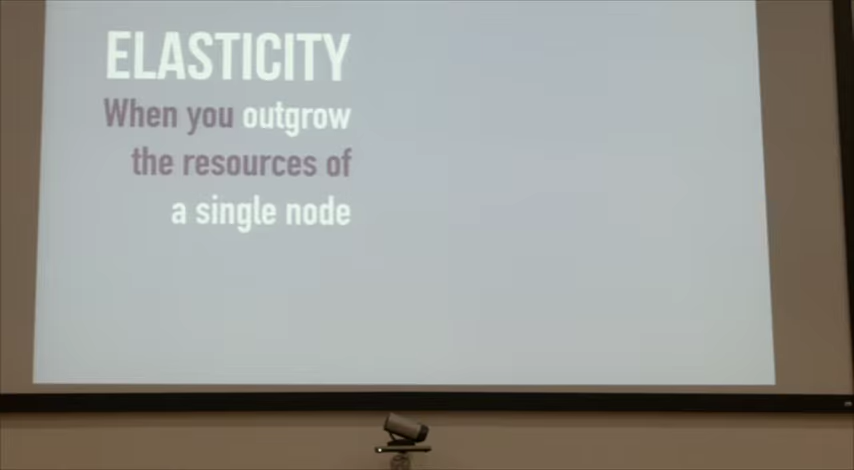 ELASTICITY
When you outgrow
the resources of
a single node